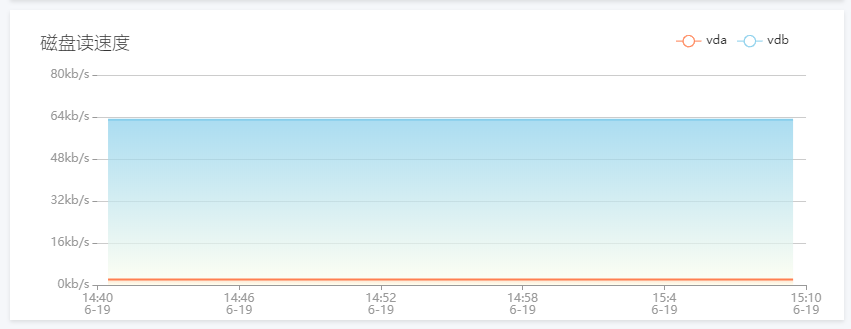 磁盘读速度
vda
vdb
80kb/s
64kb/s
48kb/s
32kb/s
16kb/s
0kb/s
14:40
6-19
14:46
6-19
14:52
6-19
14:58
6-19
15:4
6-19
15:10
6-19